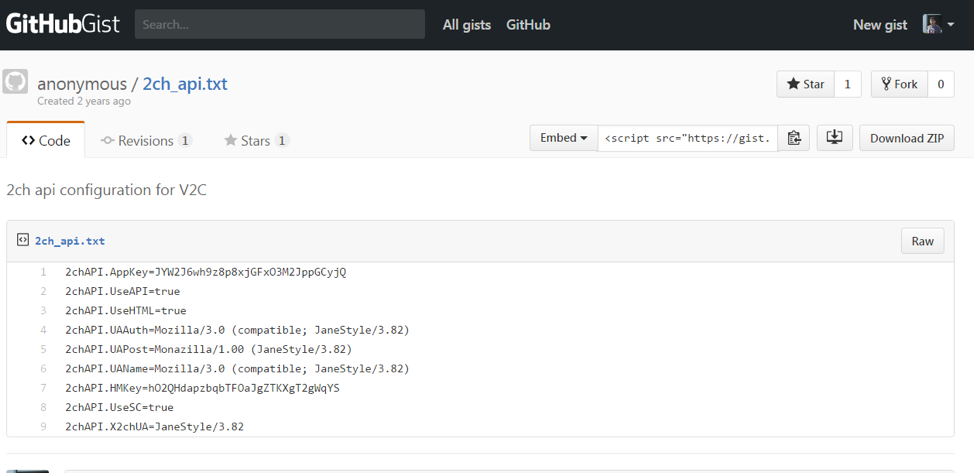 GitHubGist Search... All gists GitHub New gist
anonymous / 2ch_api.txt
Star 1 Fork 0
Created 2 years ago
Code Revisions 1 Stars 1 Embed <script src="https://gist. Download ZIP
2ch api configuration for V2C
2ch_api.txt Raw
1 2chAPI.AppKey=JYW2J6wh9z8p8xjGFxO3M2JppGCyjQ
2 2chAPI.UseAPI=true
3 2chAPI.UseHTML=true
4 2chAPI.UAAuth=Mozilla/3.0 (compatible; JaneStyle/3.82)
5 2chAPI.UAPost=Monazilla/1.00 (JaneStyle/3.82)
6 2chAPI.UAName=Mozilla/3.0 (compatible; JaneStyle/3.82)
7 2chAPI.HMKey=hO2QHdapzbqbTFOaJgZTKXgT2gWqYS
8 2chAPI.UseSC=true
9 2chAPI.X2chUA=JaneStyle/3.82